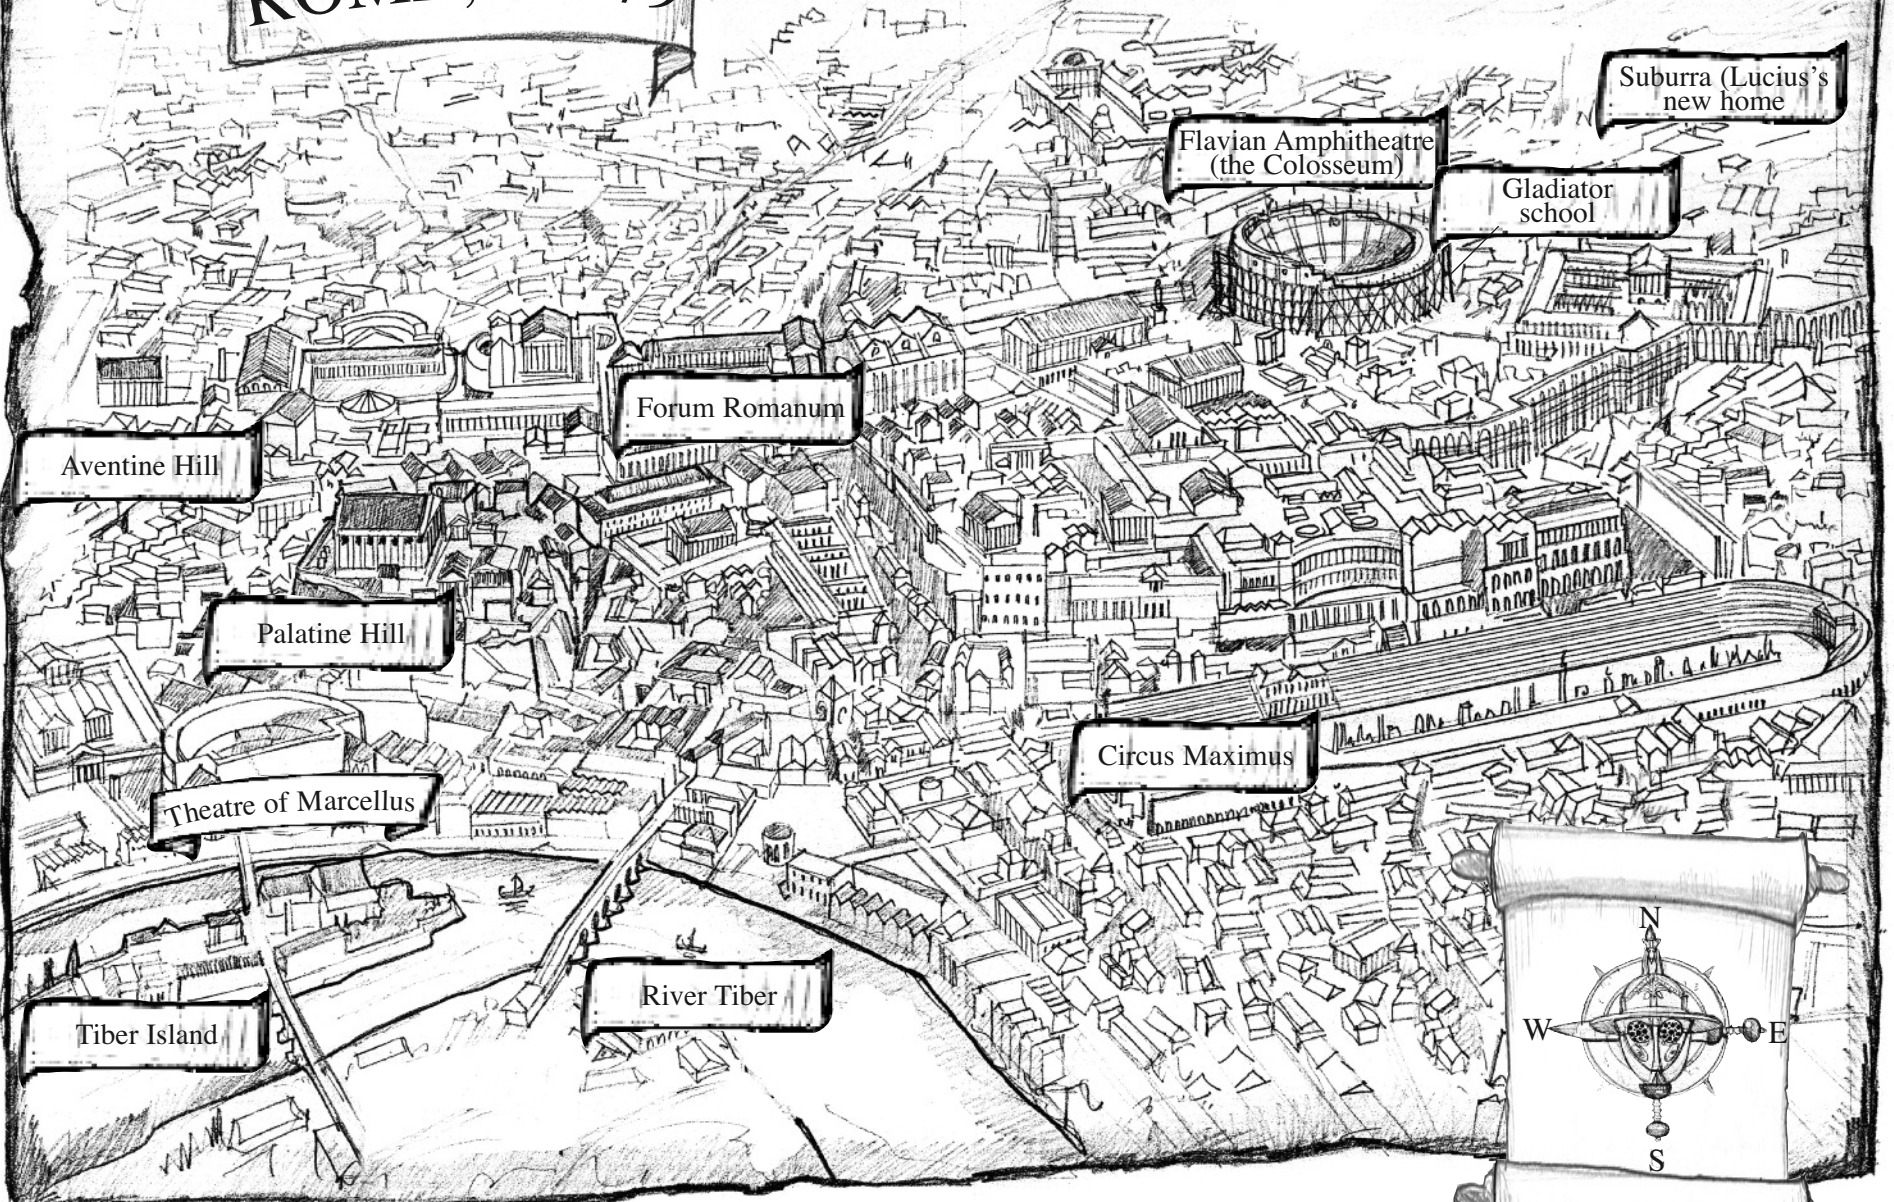 Suburra (Lucius's
new home
Flavian Amphitheatre
(the Colosseum)
Gladiator
school
Forum Romanum
Aventine Hill
Palatine Hill
Circus Maximus
Theatre of Marcellus
River Tiber
Tiber Island
N
W
E
S